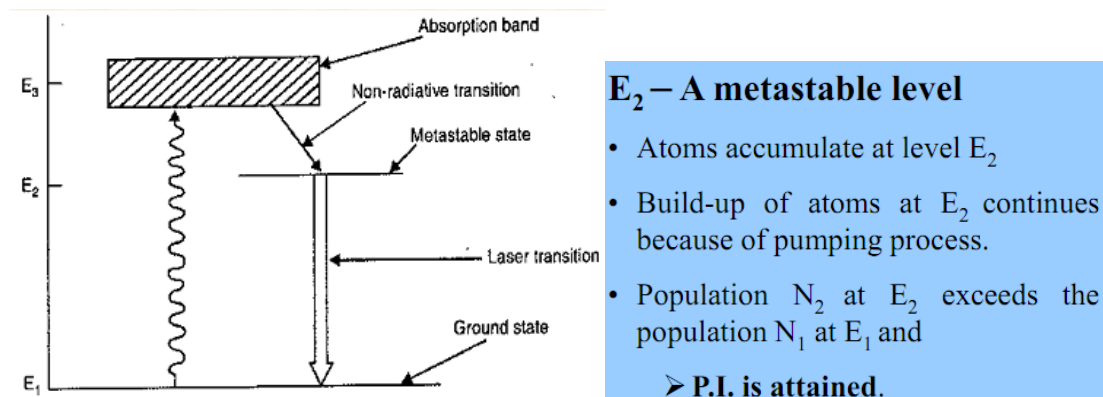 Absorption band
E₃
Non-radiative transition
Metastable state
E₂
Laser transition
Ground state
E₁
E₂ – A metastable level
• Atoms accumulate at level E₂
• Build-up of atoms at E₂ continues
because of pumping process.
• Population N₂ at E₂ exceeds the
population N₁ at E₁ and
➢ P.I. is attained.